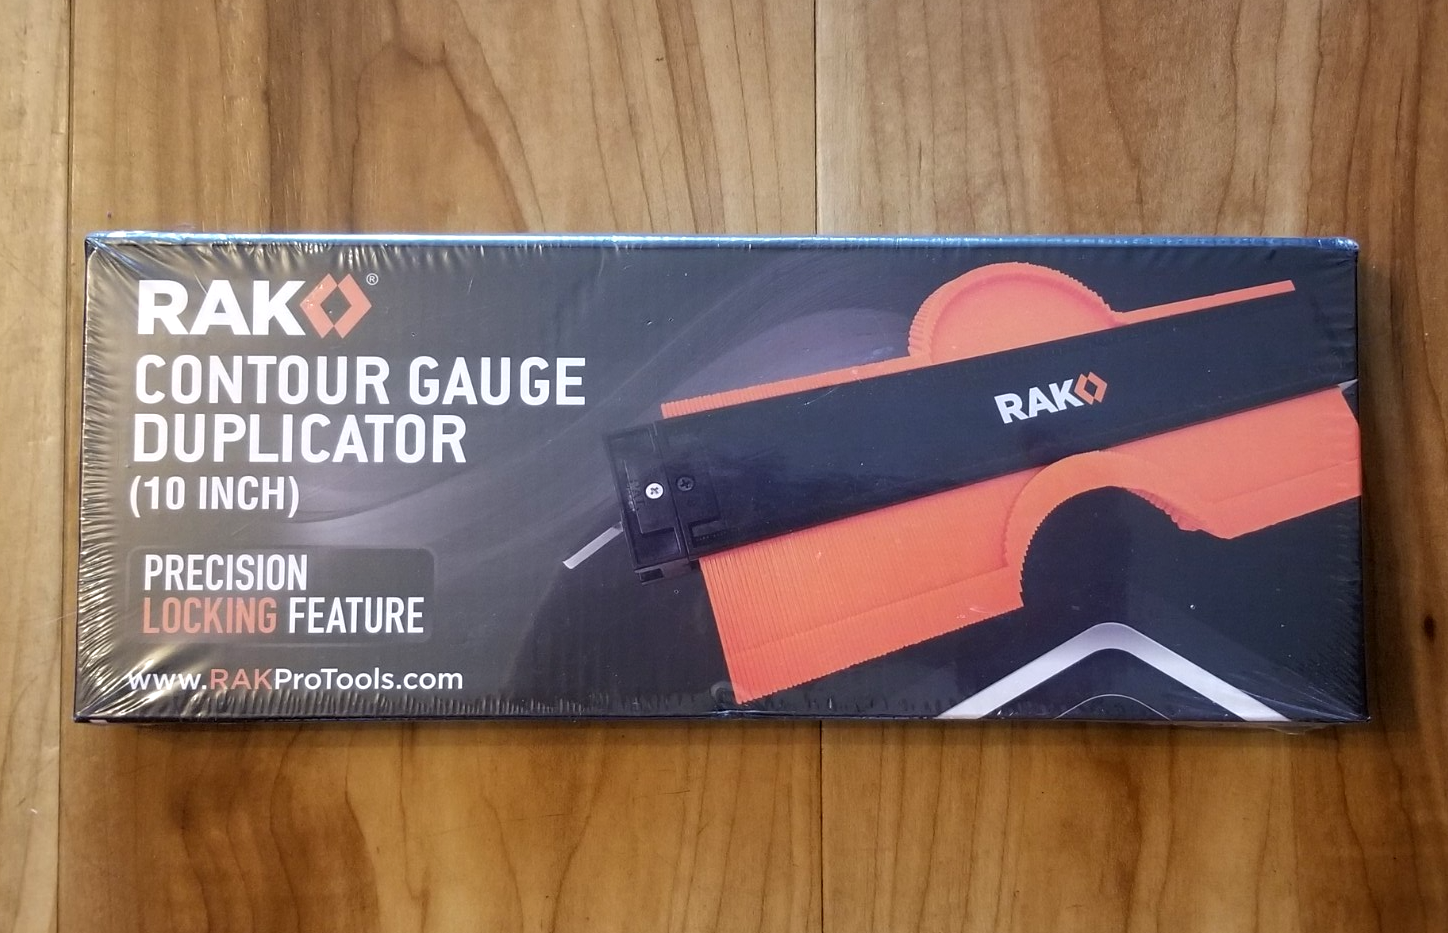 RAK®
CONTOUR GAUGE
DUPLICATOR
(10 INCH)
PRECISION
LOCKING FEATURE
www.RAKProTools.com
RAK